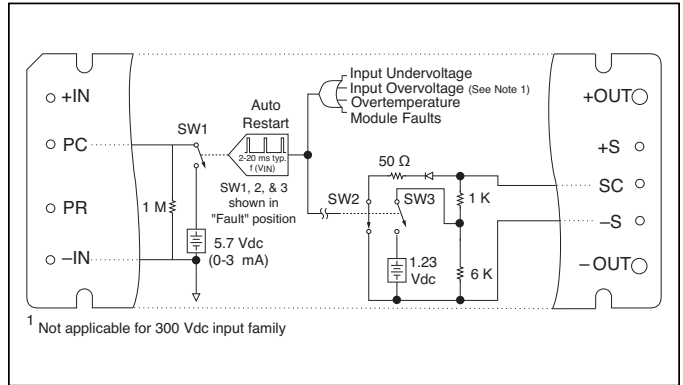 +IN
PC
PR
–IN
SW1
1 M
5.7 Vdc
(0-3 mA)
Auto
Restart
2-20 ms typ.
f (VIN)
SW1, 2, & 3
shown in
"Fault" position
Input Undervoltage
Input Overvoltage (See Note 1)
Overtemperature
Module Faults
50 Ω
SW2
SW3
1 K
1.23
Vdc
6 K
+OUT
+S
SC
–S
–OUT
1 Not applicable for 300 Vdc input family